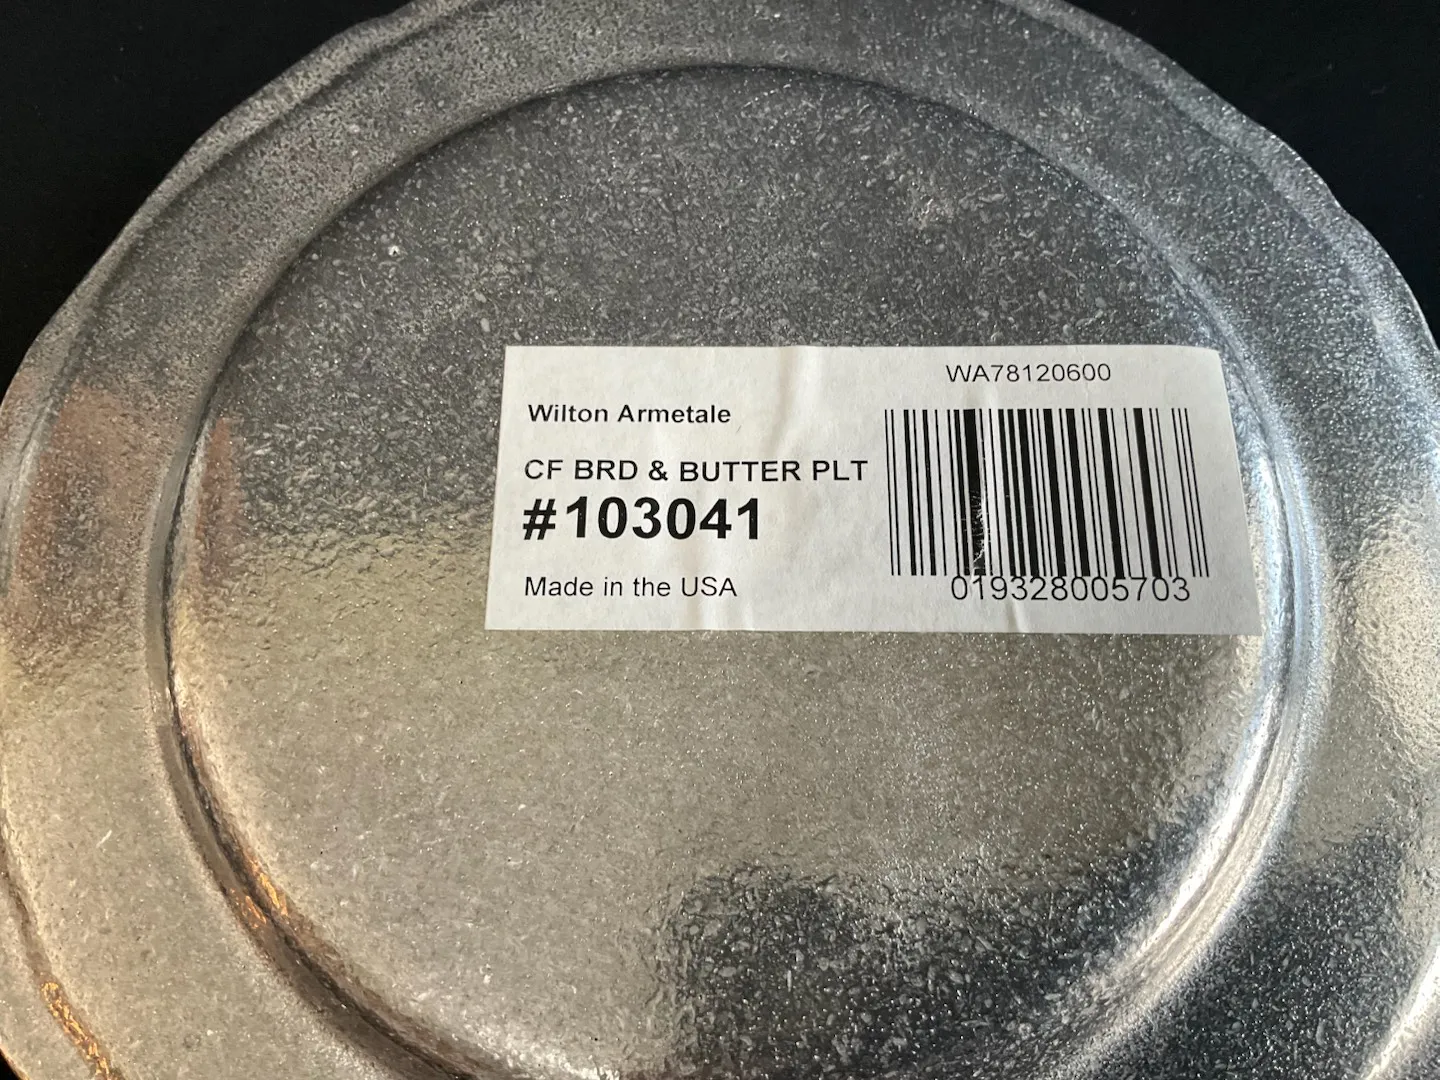 WA78120600
Wilton Armetale
CF BRD & BUTTER PLT
#103041
Made in the USA
019328005703